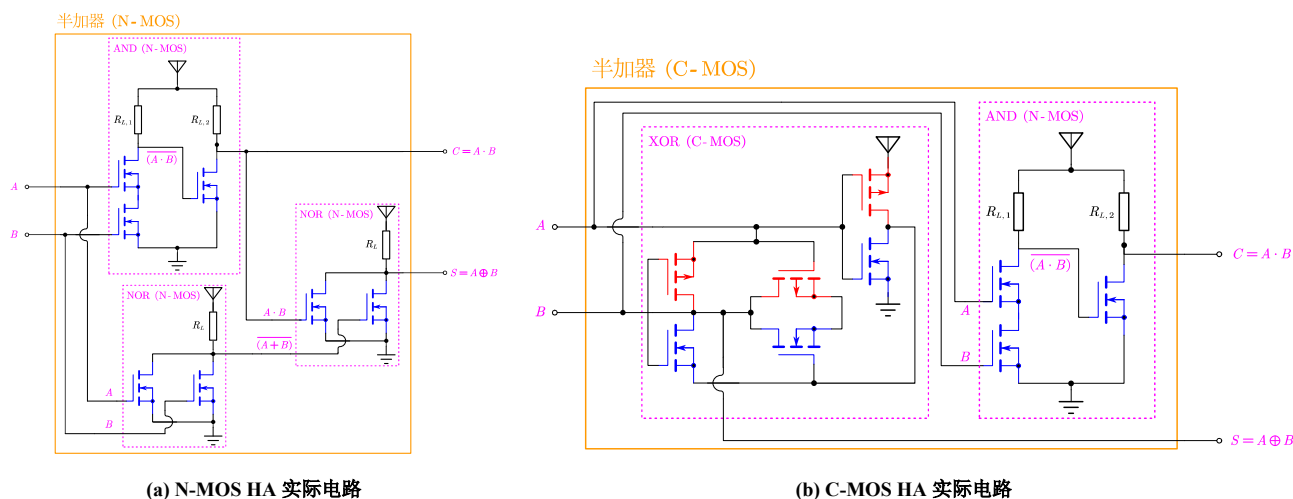 半加器 (N-MOS)
AND (N-MOS)
R_{L,1}
R_{L,2}
\overline{(A·B)}
C=A·B
A
B
NOR (N-MOS)
R_L
S=A⊕B
A·B
NOR (N-MOS)
R_L
\overline{(A+B)}
A
B
(a) N-MOS HA 实际电路
半加器 (C-MOS)
XOR (C-MOS)
AND (N-MOS)
R_{L,1}
R_{L,2}
A
\overline{(A·B)}
C=A·B
A
B
B
S=A⊕B
(b) C-MOS HA 实际电路